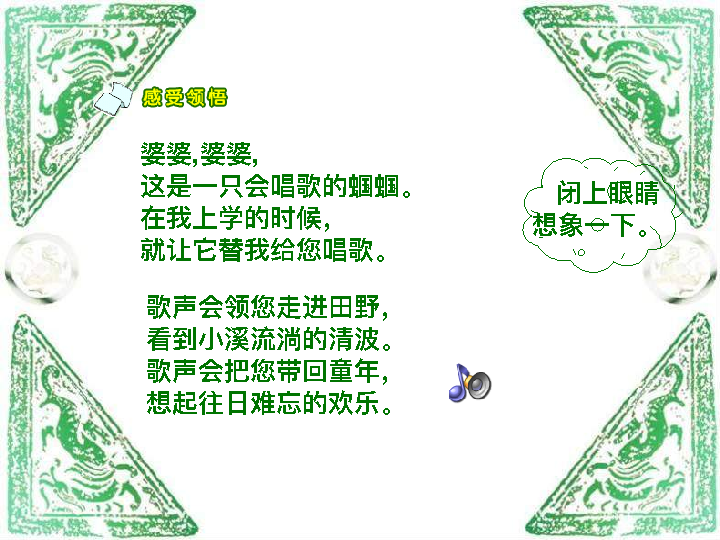 感受领悟
婆婆,婆婆,
这是一只会唱歌的蝈蝈。
在我上学的时候,
就让它替我给您唱歌。
歌声会领您走进田野,
看到小溪流淌的清波。
歌声会把您带回童年,
想起往日难忘的欢乐。
闭上眼睛
想象一下。